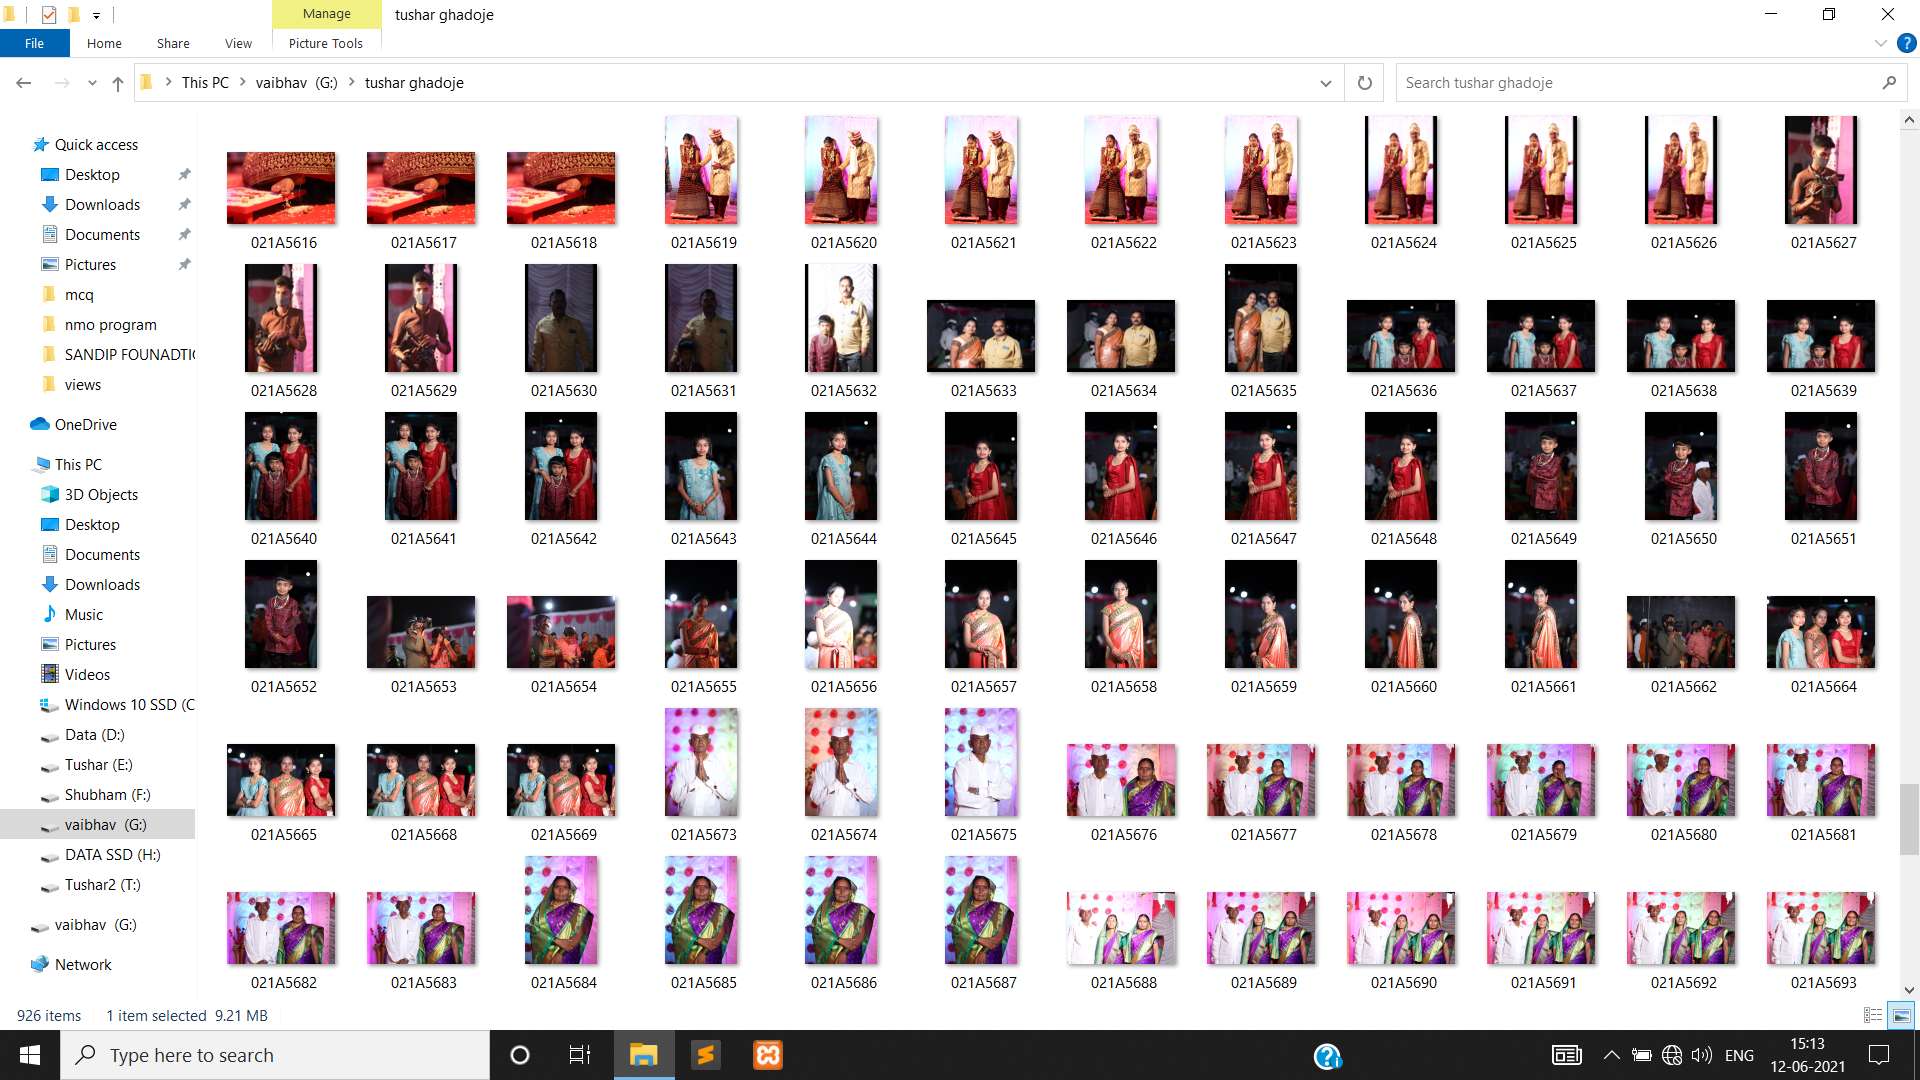 Manage
tushar ghadoje
File
Home
Share
View
Picture Tools
This PC
vaibhav (G:)
tushar ghadoje
Search tushar ghadoje
Quick access
Desktop
Downloads
Documents
Pictures
mcq
nmo program
SANDIP FOUNADTIO
views
OneDrive
This PC
3D Objects
Desktop
Documents
Downloads
Music
Pictures
Videos
Windows 10 SSD (C
Data (D:)
Tushar (E:)
Shubham (F:)
vaibhav (G:)
DATA SSD (H:)
Tushar2 (T:)
vaibhav (G:)
Network
021A5616 021A5617 021A5618 021A5619 021A5620 021A5621 021A5622 021A5623 021A5624 021A5625 021A5626 021A5627
021A5628 021A5629 021A5630 021A5631 021A5632 021A5633 021A5634 021A5635 021A5636 021A5637 021A5638 021A5639
021A5640 021A5641 021A5642 021A5643 021A5644 021A5645 021A5646 021A5647 021A5648 021A5649 021A5650 021A5651
021A5652 021A5653 021A5654 021A5655 021A5656 021A5657 021A5658 021A5659 021A5660 021A5661 021A5662 021A5664
021A5665 021A5668 021A5669 021A5673 021A5674 021A5675 021A5676 021A5677 021A5678 021A5679 021A5680 021A5681
021A5682 021A5683 021A5684 021A5685 021A5686 021A5687 021A5688 021A5689 021A5690 021A5691 021A5692 021A5693
926 items 1 item selected 9.21 MB
Type here to search
ENG
15:13
12-06-2021